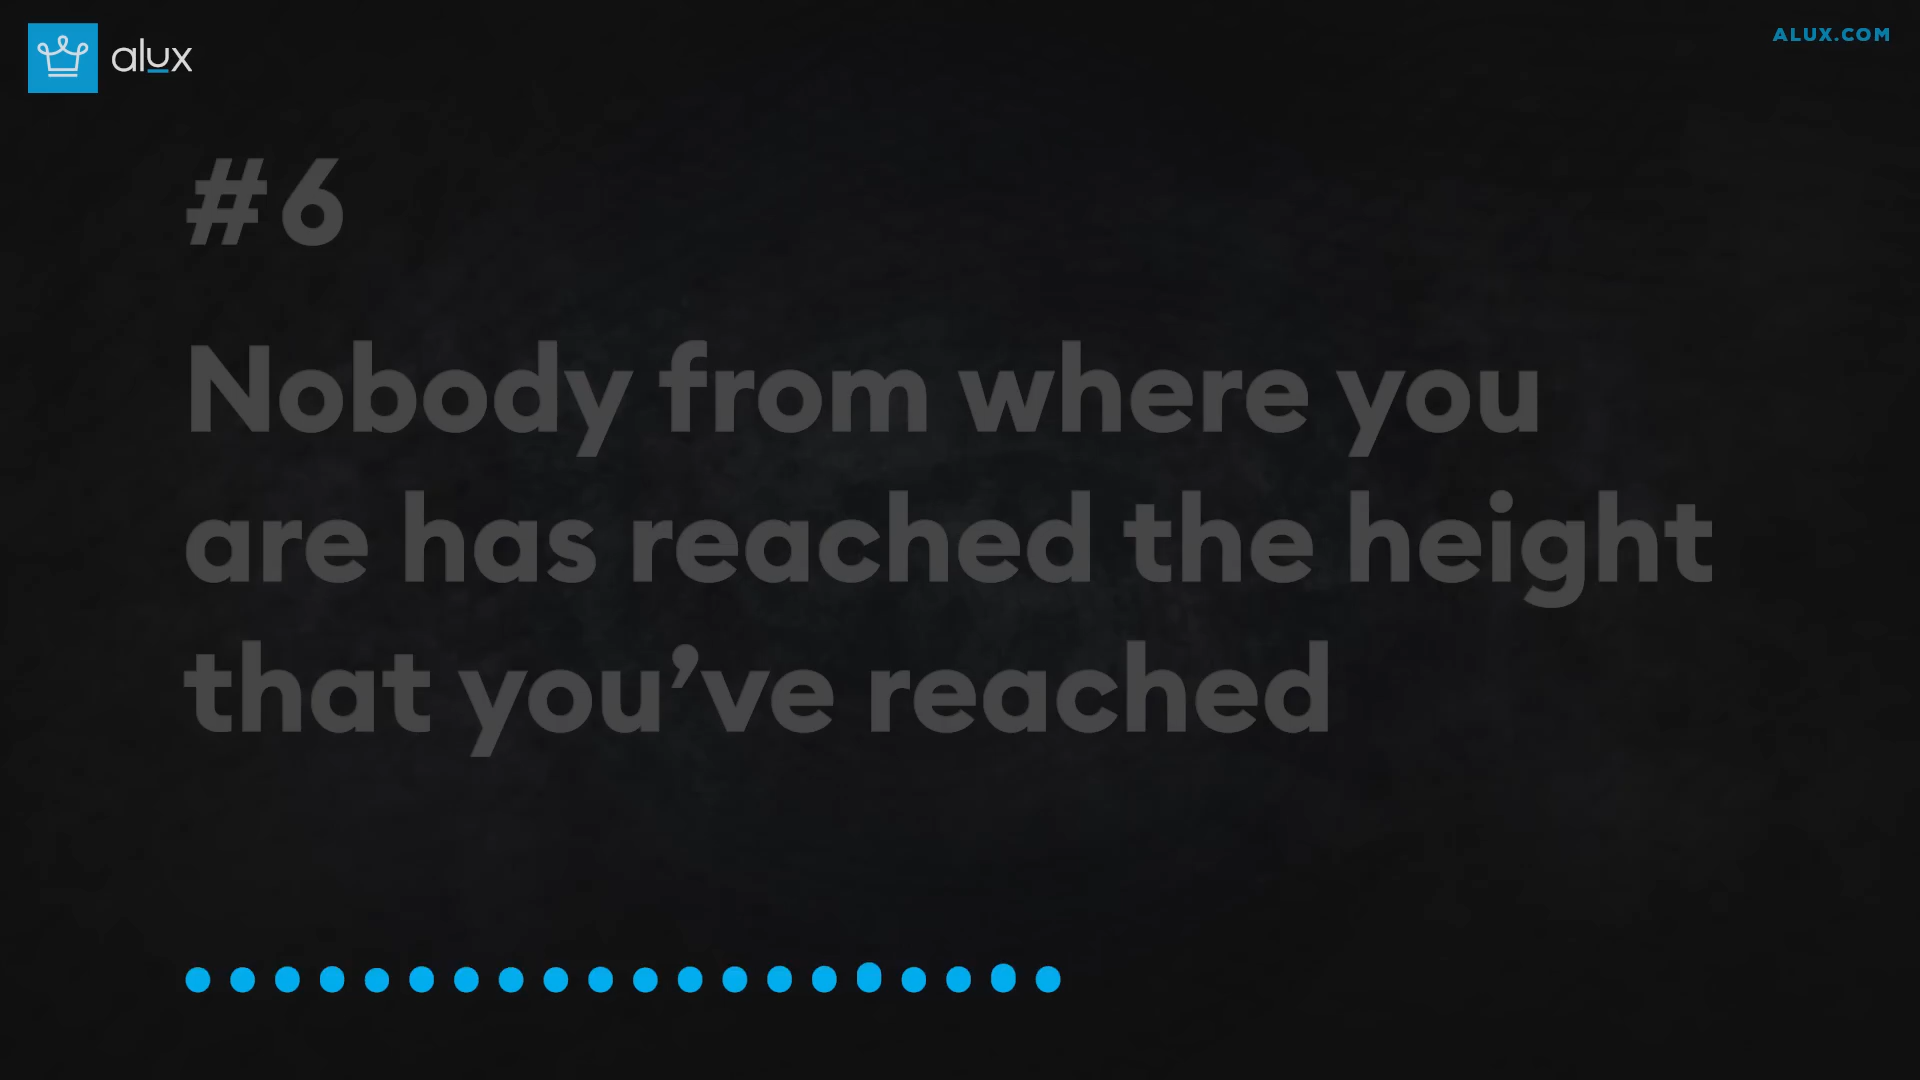 alux
ALUX.COM
#6
Nobody from where you
are has reached the height
that you’ve reached